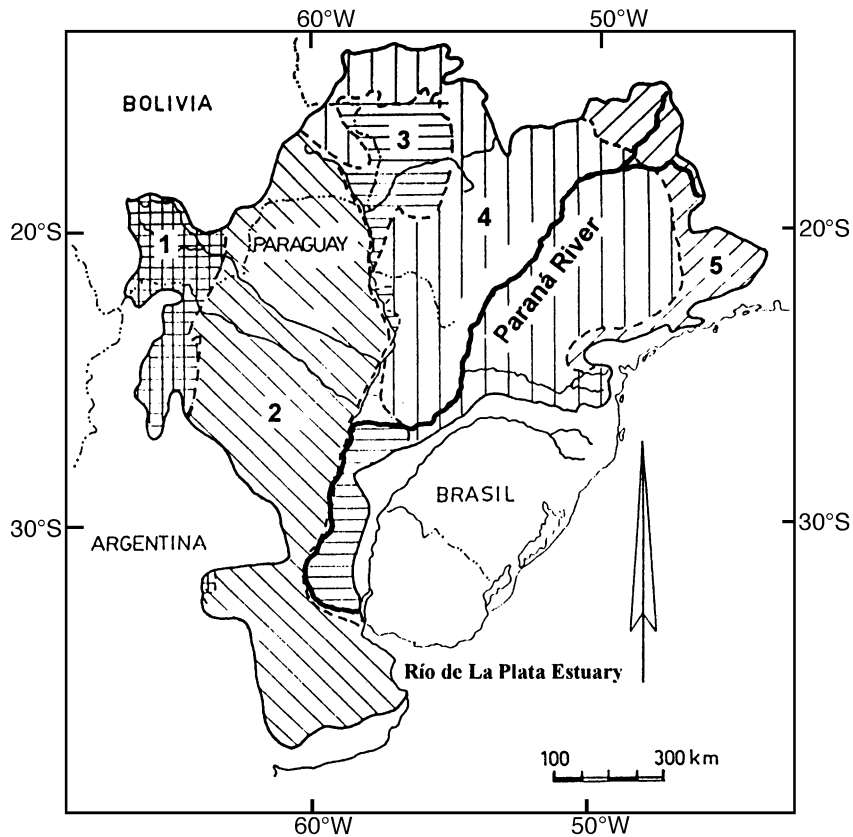 60°W 50°W
BOLIVIA
3
20°S 1 PARAGUAY 4 20°S
5
Paraná River
2
BRASIL
30°S 30°S
ARGENTINA
Río de La Plata Estuary
100 300 km
60°W 50°W